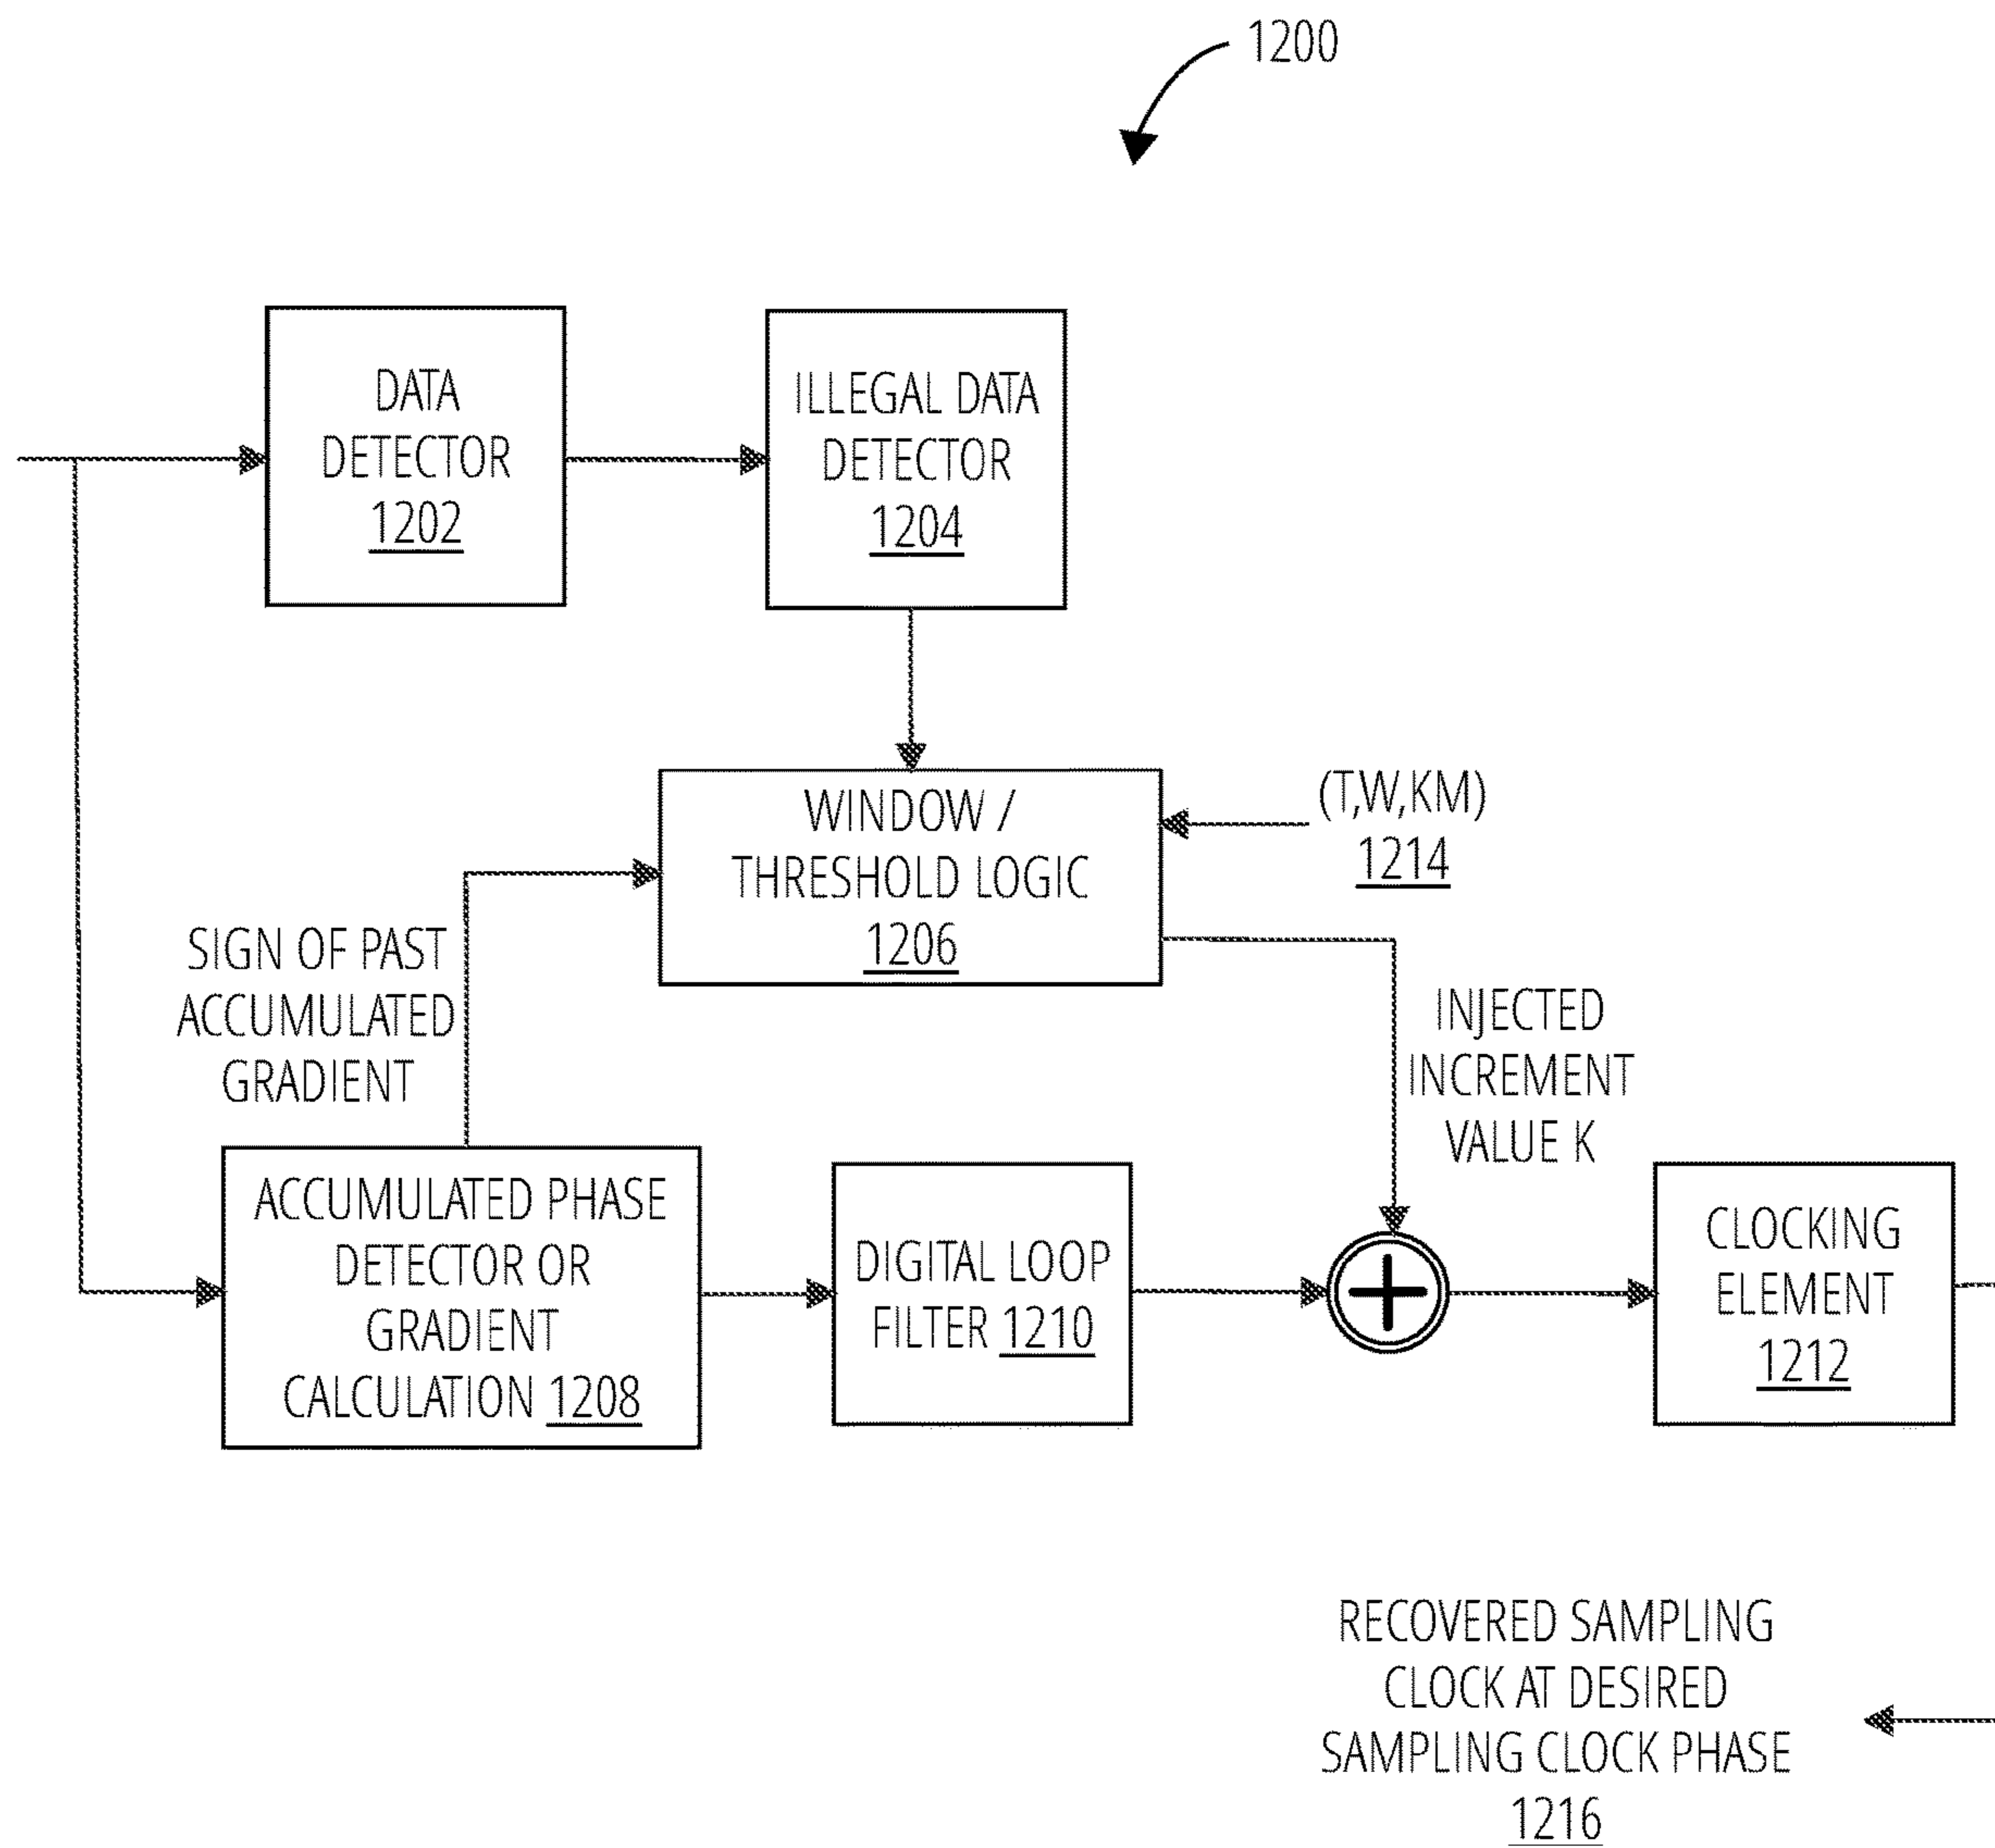 1200
DATA
DETECTOR
1202
ILLEGAL DATA
DETECTOR
1204
WINDOW /
THRESHOLD LOGIC
1206
(T,W,KM)
1214
SIGN OF PAST
ACCUMULATED
GRADIENT
INJECTED
INCREMENT
VALUE K
ACCUMULATED PHASE
DETECTOR OR
GRADIENT
CALCULATION 1208
DIGITAL LOOP
FILTER 1210
CLOCKING
ELEMENT
1212
RECOVERED SAMPLING
CLOCK AT DESIRED
SAMPLING CLOCK PHASE
1216